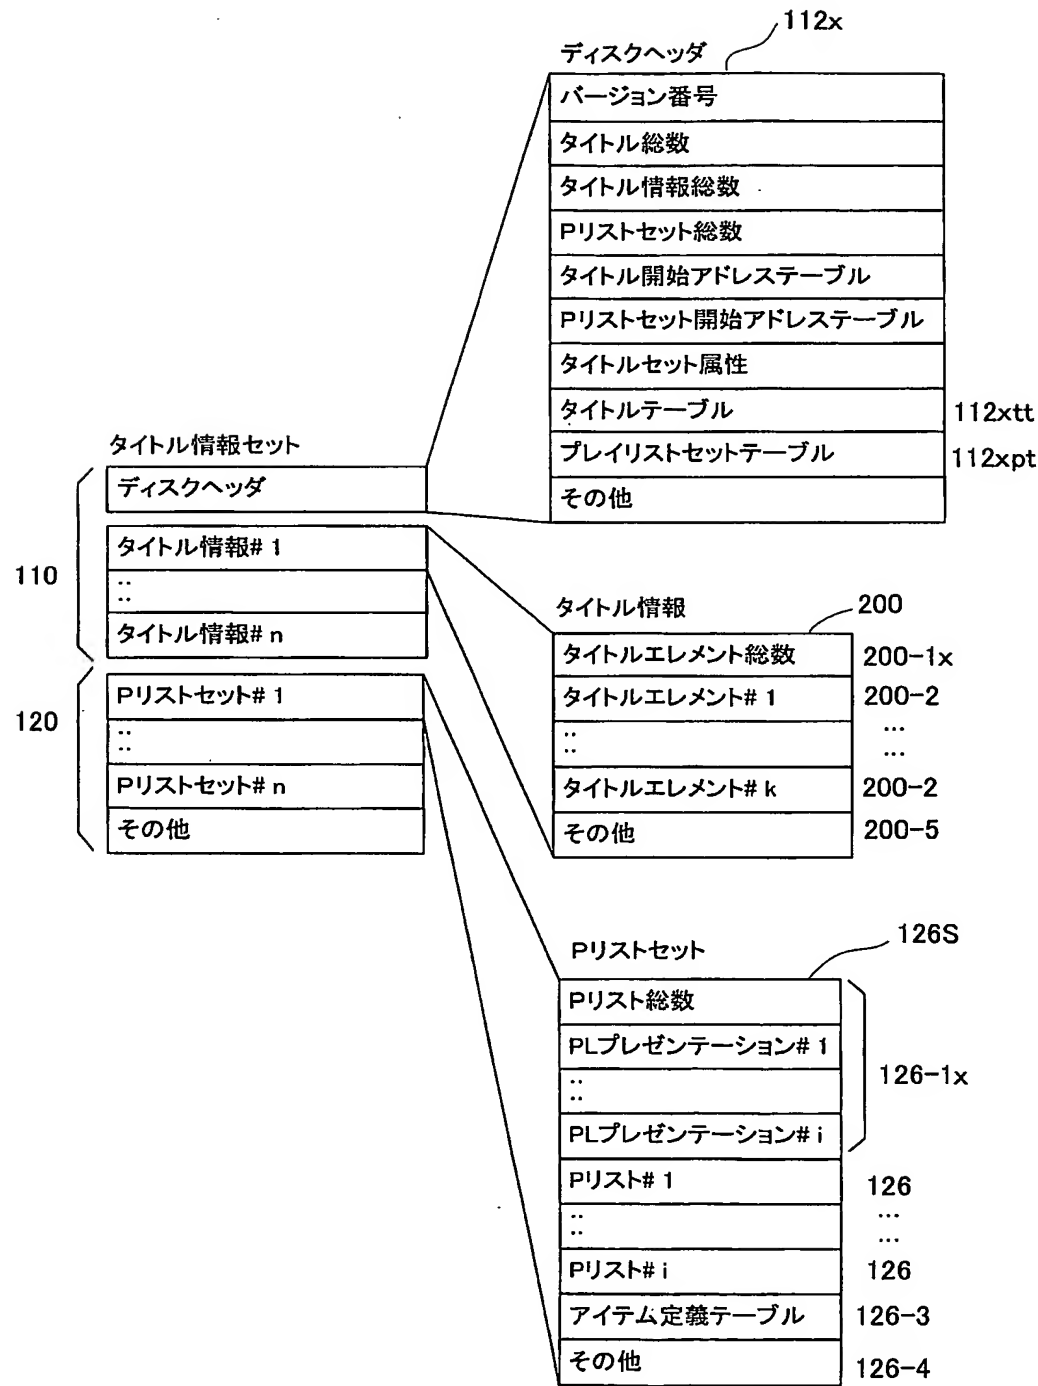 112x
ディスクヘッダ
バージョン番号
タイトル総数
タイトル情報総数
Pリストセット総数
タイトル開始アドレステーブル
Pリストセット開始アドレステーブル
タイトルセット属性
タイトルテーブル 112xtt
プレイリストセットテーブル 112xpt
その他
タイトル情報セット
ディスクヘッダ
110
タイトル情報#1
::
タイトル情報#n
120
Pリストセット#1
::
Pリストセット#n
その他
タイトル情報 200
タイトルエレメント総数 200-1x
タイトルエレメント#1 200-2
:: ...
...
タイトルエレメント#k 200-2
その他 200-5
Pリストセット 126S
Pリスト総数
PLプレゼンテーション#1
::
PLプレゼンテーション#i
126-1x
Pリスト#1 126
:: ...
...
Pリスト#i 126
アイテム定義テーブル 126-3
その他 126-4